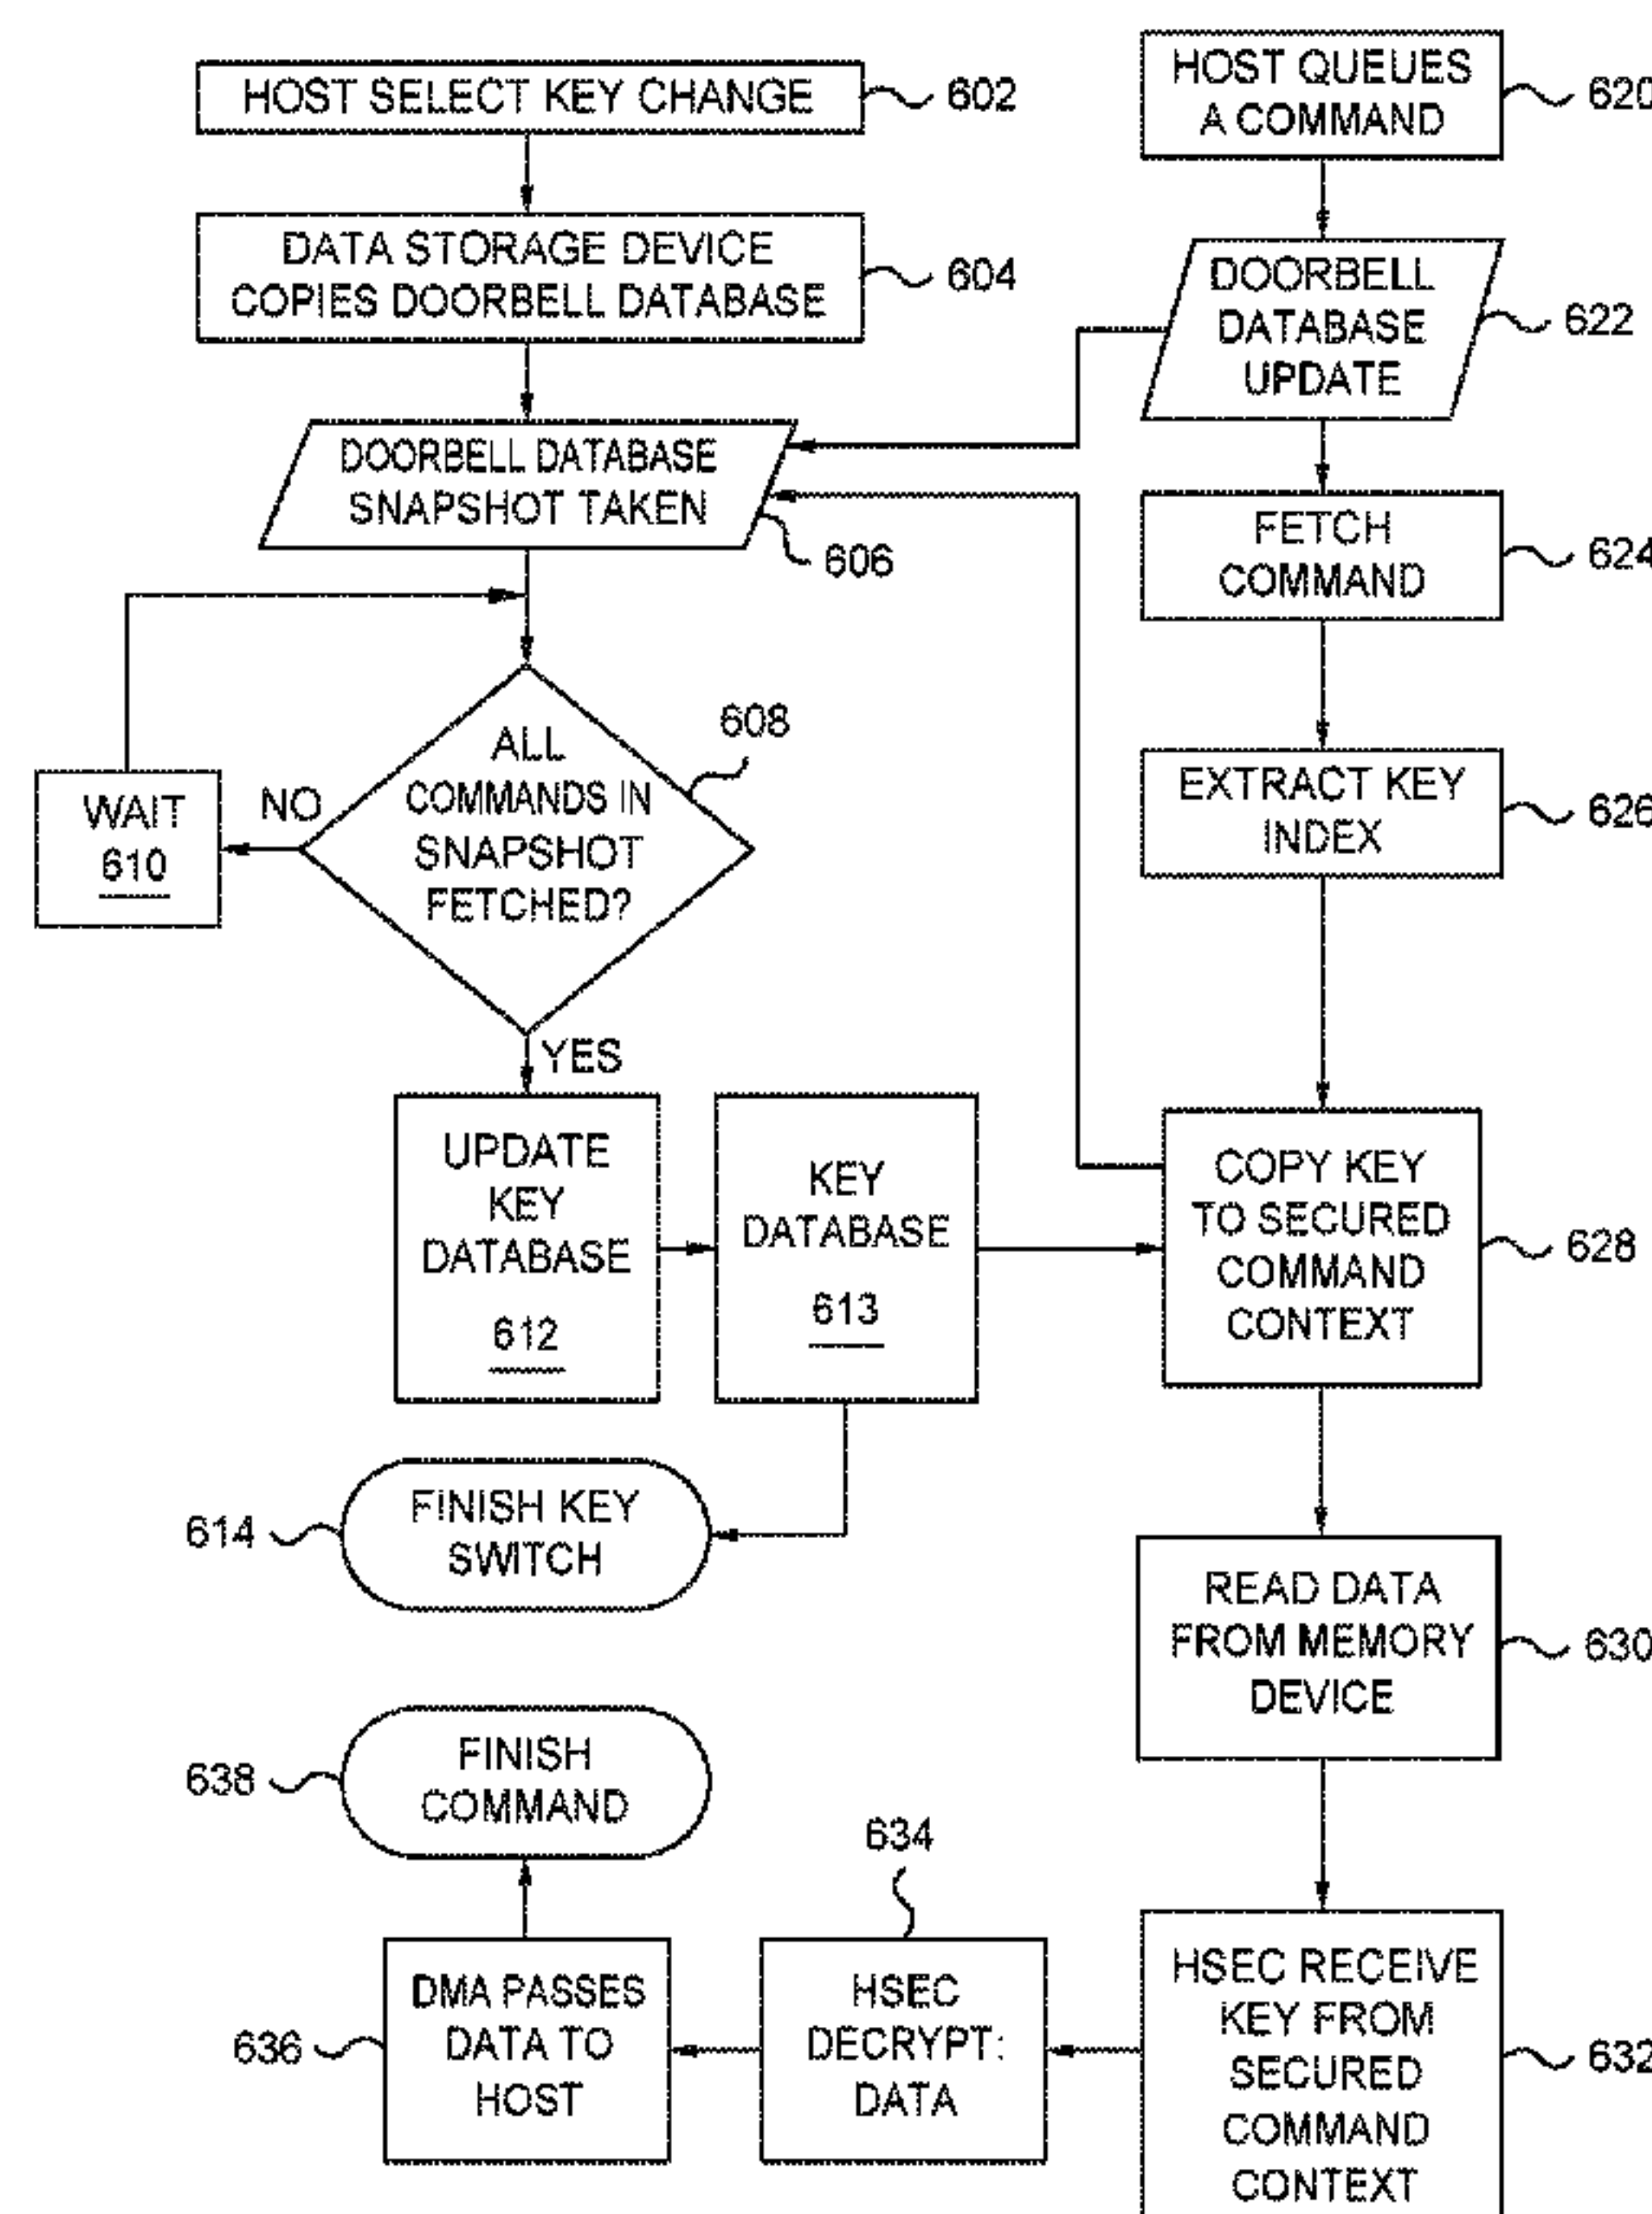 HOST SELECT KEY CHANGE
602
DATA STORAGE DEVICE
COPIES DOORBELL DATABASE
604
DOORBELL DATABASE
SNAPSHOT TAKEN
606
ALL
COMMANDS IN
SNAPSHOT
FETCHED?
608
NO
WAIT
610
YES
UPDATE
KEY
DATABASE
612
KEY
DATABASE
613
FINISH KEY
SWITCH
614
HOST QUEUES
A COMMAND
620
DOORBELL
DATABASE
UPDATE
622
FETCH
COMMAND
624
EXTRACT KEY
INDEX
626
COPY KEY
TO SECURED
COMMAND
CONTEXT
628
READ DATA
FROM MEMORY
DEVICE
630
HSEC RECEIVE
KEY FROM
SECURED
COMMAND
CONTEXT
632
634
HSEC
DECRYPT:
DATA
DMA PASSES
DATA TO
HOST
636
FINISH
COMMAND
638